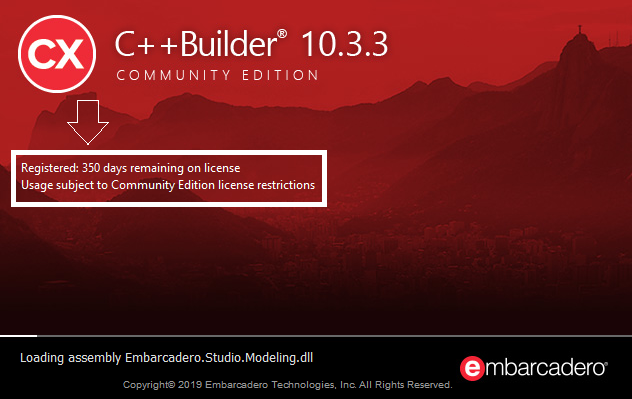 CX
C++Builder® 10.3.3
COMMUNITY EDITION
Registered: 350 days remaining on license
Usage subject to Community Edition license restrictions
Loading assembly Embarcadero.Studio.Modeling.dll
embarcadero®
Copyright© 2019 Embarcadero Technologies, Inc. All Rights Reserved.